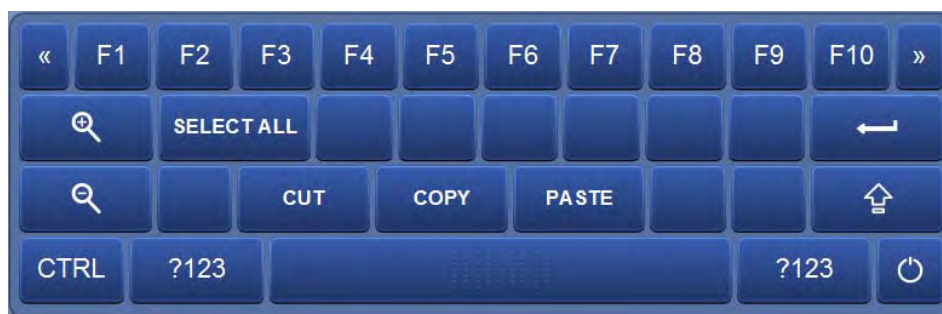 « F1 F2 F3 F4 F5 F6 F7 F8 F9 F10 »
SELECT ALL
CUT COPY PASTE
CTRL ?123 ?123